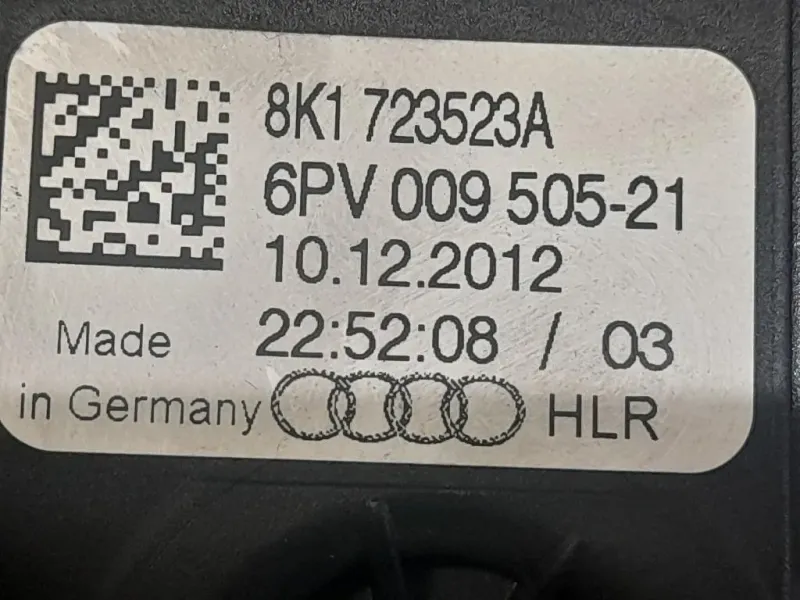 8K1 723523A
6PV 009 505-21
10.12.2012
22:52:08 / 03
Made
in Germany HLR